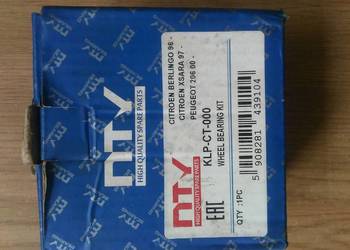 NTY
HIGH QUALITY SPARE PARTS
CITROEN BERLINGO 96 -
CITROEN XSARA 97 -
PEUGEOT 206 00 -
KLP-CT-000
WHEEL BEARING KIT
NTY
HIGH QUALITY SPARE PARTS
EAC
QTY :1PC
5 908281 439104